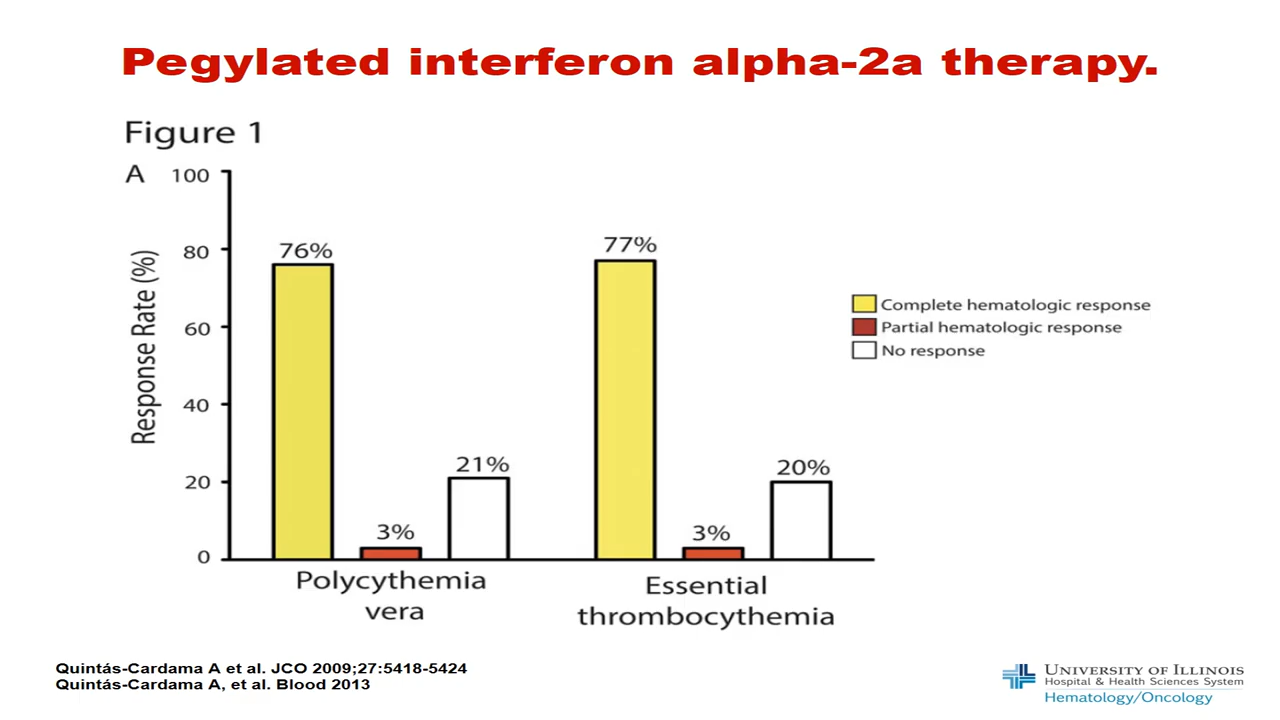 Pegylated interferon alpha-2a therapy.
Figure 1
A
100
80
60
40
20
0
Response Rate (%)
76%
3%
21%
77%
3%
20%
Polycythemia
vera
Essential
thrombocythemia
Complete hematologic response
Partial hematologic response
No response
Quintás-Cardama A et al. JCO 2009;27:5418-5424
Quintás-Cardama A, et al. Blood 2013
UNIVERSITY OF ILLINOIS
Hospital & Health Sciences System
Hematology/Oncology